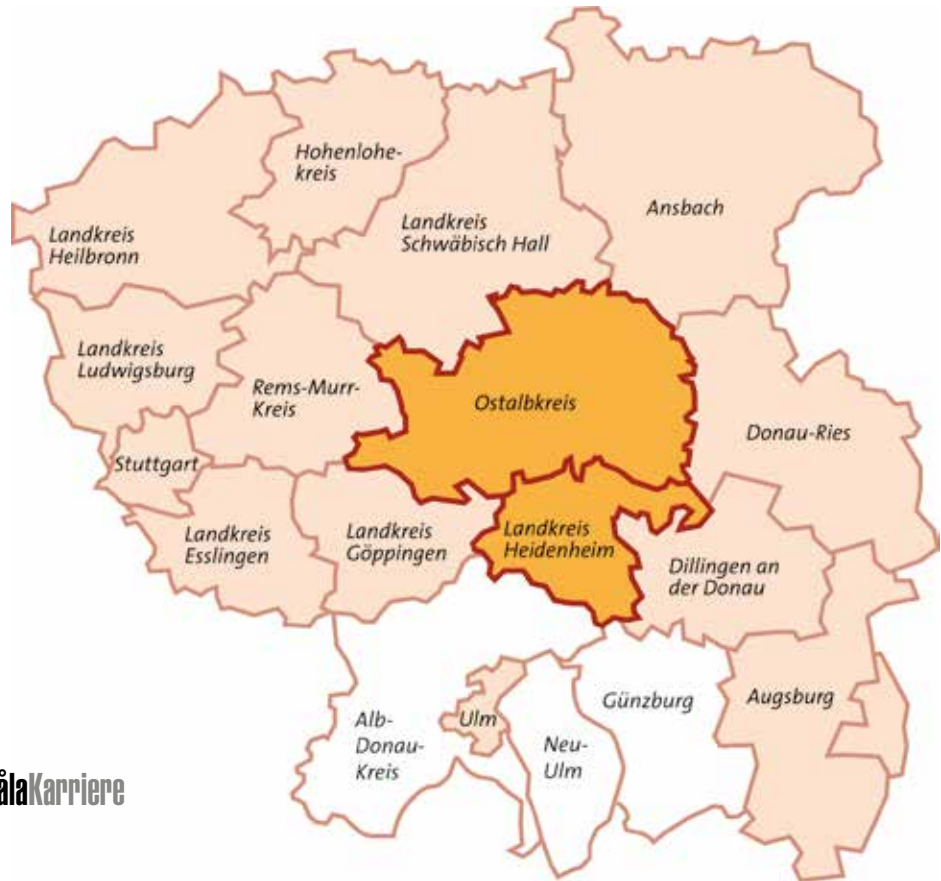 Hohenlohe-
kreis
Ansbach
Landkreis
Schwäbisch Hall
Landkreis
Heilbronn
Landkreis
Ludwigsburg
Rems-Murr-
Kreis
Ostalbkreis
Donau-Ries
Stuttgart
Landkreis
Esslingen
Landkreis
Göppingen
Landkreis
Heidenheim
Dillingen an
der Donau
Alb-
Donau-
Kreis
Ulm
Neu-
Ulm
Günzburg
Augsburg
ålaKarriere